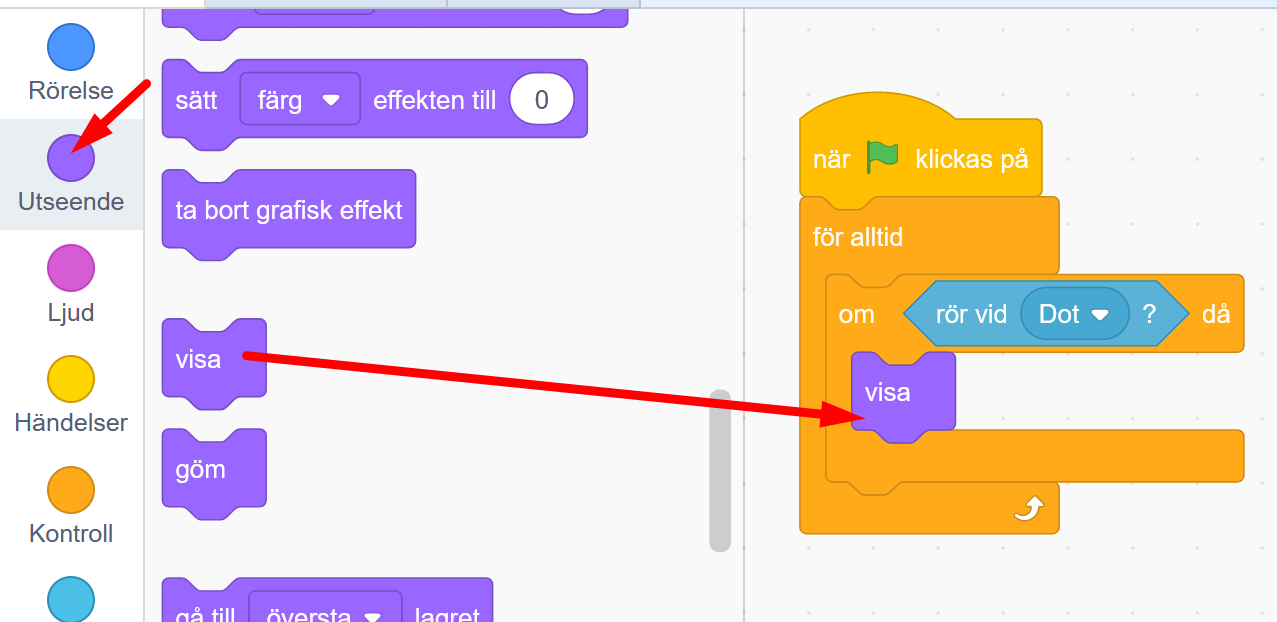 Rörelse
Utseende
Ljud
Händelser
Kontroll
sätt färg effekten till 0
ta bort grafisk effekt
visa
göm
gå till översta lagret
när klickas på
för alltid
om rör vid Dot ? då
visa